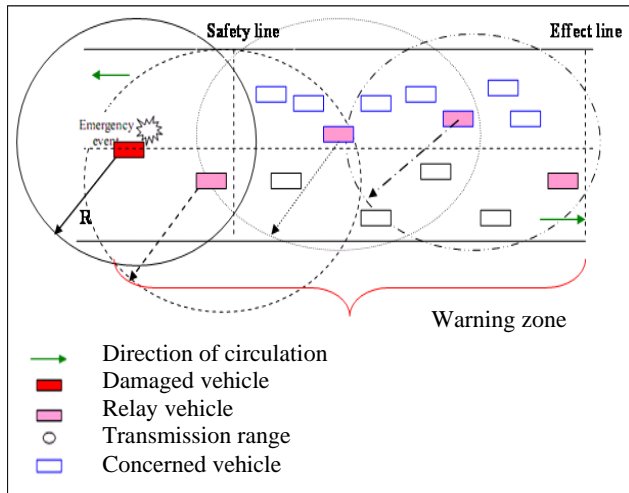 Safety line
Effect line
Emergency
event
R
Warning zone
Direction of circulation
Damaged vehicle
Relay vehicle
Transmission range
Concerned vehicle